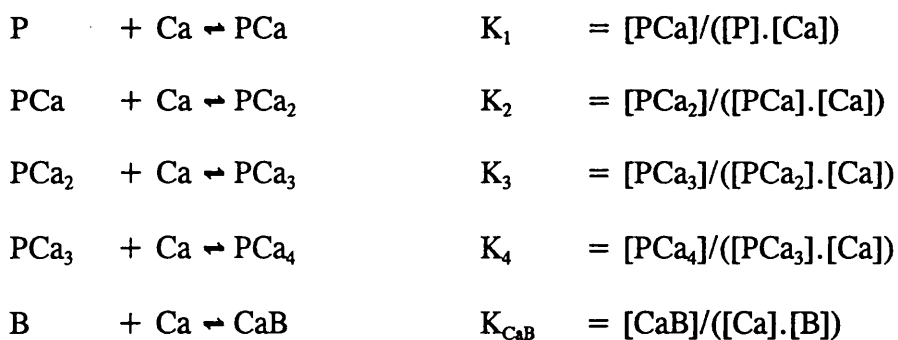 P + Ca ⇌ PCa K₁ = [PCa]/([P].[Ca])
PCa + Ca ⇌ PCa₂ K₂ = [PCa₂]/([PCa].[Ca])
PCa₂ + Ca ⇌ PCa₃ K₃ = [PCa₃]/([PCa₂].[Ca])
PCa₃ + Ca ⇌ PCa₄ K₄ = [PCa₄]/([PCa₃].[Ca])
B + Ca ⇌ CaB K_CaB = [CaB]/([Ca].[B])